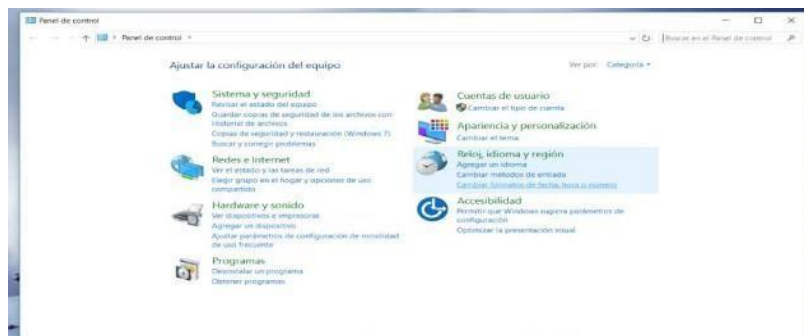 Panel de control
Panel de control
Buscar en el Panel de control
Ajustar la configuración del equipo
Ver por: Categoría
Sistema y seguridad
Revisar el estado del equipo
Guardar copias de seguridad de los archivos con
Historial de archivos
Copias de seguridad y restauración (Windows 7)
Buscar y corregir problemas
Redes e Internet
Ver el estado y las tareas de red
Elegir grupo en el hogar y opciones de uso
compartido
Hardware y sonido
Ver dispositivos e impresoras
Agregar un dispositivo
Ajustar parámetros de configuración de movilidad
de uso frecuente
Programas
Desinstalar un programa
Obtener programas
Cuentas de usuario
Cambiar el tipo de cuenta
Apariencia y personalización
Cambiar el tema
Reloj, idioma y región
Agregar un idioma
Cambiar métodos de entrada
Cambiar formatos de fecha, hora o número
Accesibilidad
Permitir que Windows sugiera parámetros de
configuración
Optimizar la presentación visual